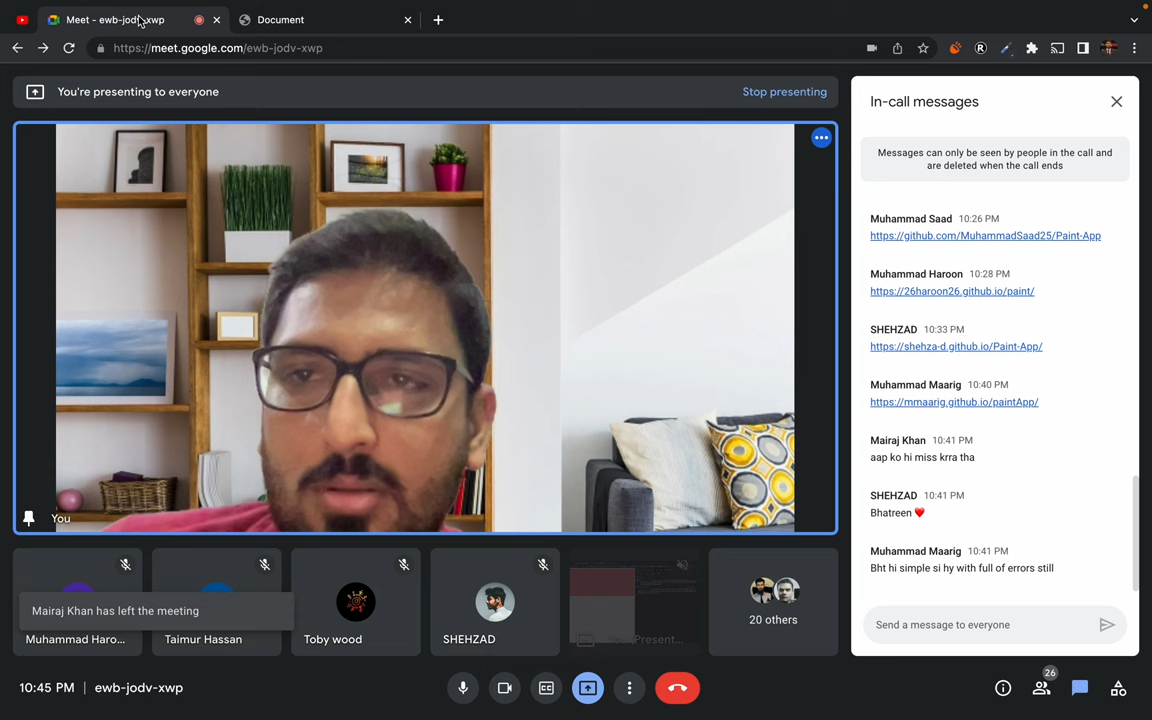 Meet - ewb-jodv-xwp
Document
https://meet.google.com/ewb-jodv-xwp
You're presenting to everyone
Stop presenting
You
Muhammad Haro...
Taimur Hassan
Toby wood
SHEHZAD
20 others
Mairaj Khan has left the meeting
In-call messages
Messages can only be seen by people in the call and
are deleted when the call ends
Muhammad Saad 10:26 PM
https://github.com/MuhammadSaad25/Paint-App
Muhammad Haroon 10:28 PM
https://26haroon26.github.io/paint/
SHEHZAD 10:33 PM
https://shehza-d.github.io/Paint-App/
Muhammad Maarig 10:40 PM
https://mmaarig.github.io/paintApp/
Mairaj Khan 10:41 PM
aap ko hi miss krra tha
SHEHZAD 10:41 PM
Bhatreen ❤️
Muhammad Maarig 10:41 PM
Bht hi simple si hy with full of errors still
Send a message to everyone
10:45 PM | ewb-jodv-xwp
26